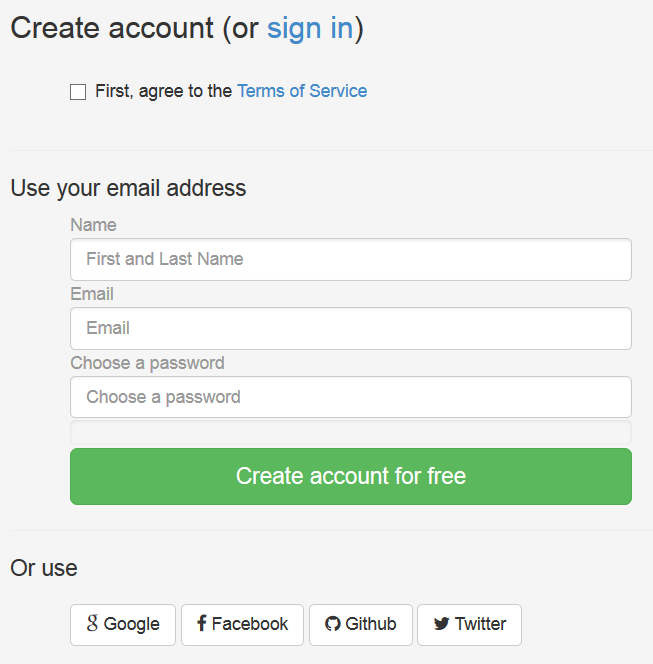 Create account (or sign in)
First, agree to the Terms of Service
Use your email address
Name
First and Last Name
Email
Email
Choose a password
Choose a password
Create account for free
Or use
Google Facebook Github Twitter